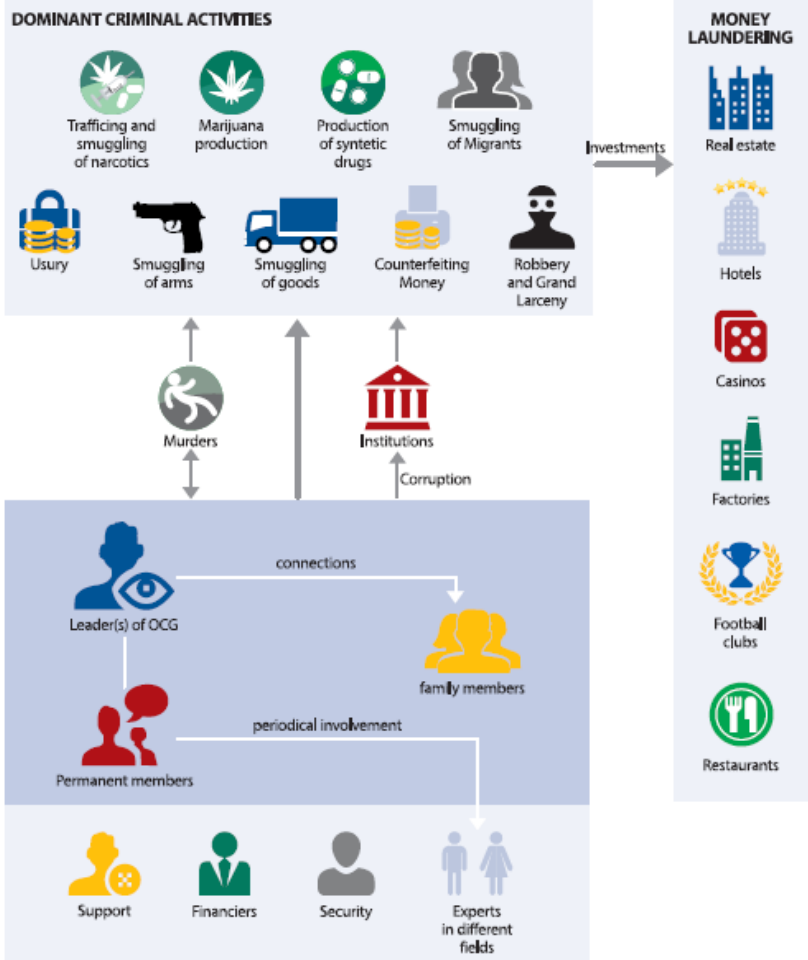 DOMINANT CRIMINAL ACTIVITIES
Trafficing and
smuggling
of narcotics
Marijuana
production
Production
of syntetic
drugs
Smuggling
of Migrants
Usury
Smuggling
of arms
Smuggling
of goods
Counterfeiting
Money
Robbery
and Grand
Larceny
Investments
MONEY
LAUNDERING
Real estate
Hotels
Casinos
Factories
Football
clubs
Restaurants
Murders
Institutions
Corruption
connections
Leader(s) of OCG
family members
periodical involvement
Permanent members
Support
Financiers
Security
Experts
in different
fields